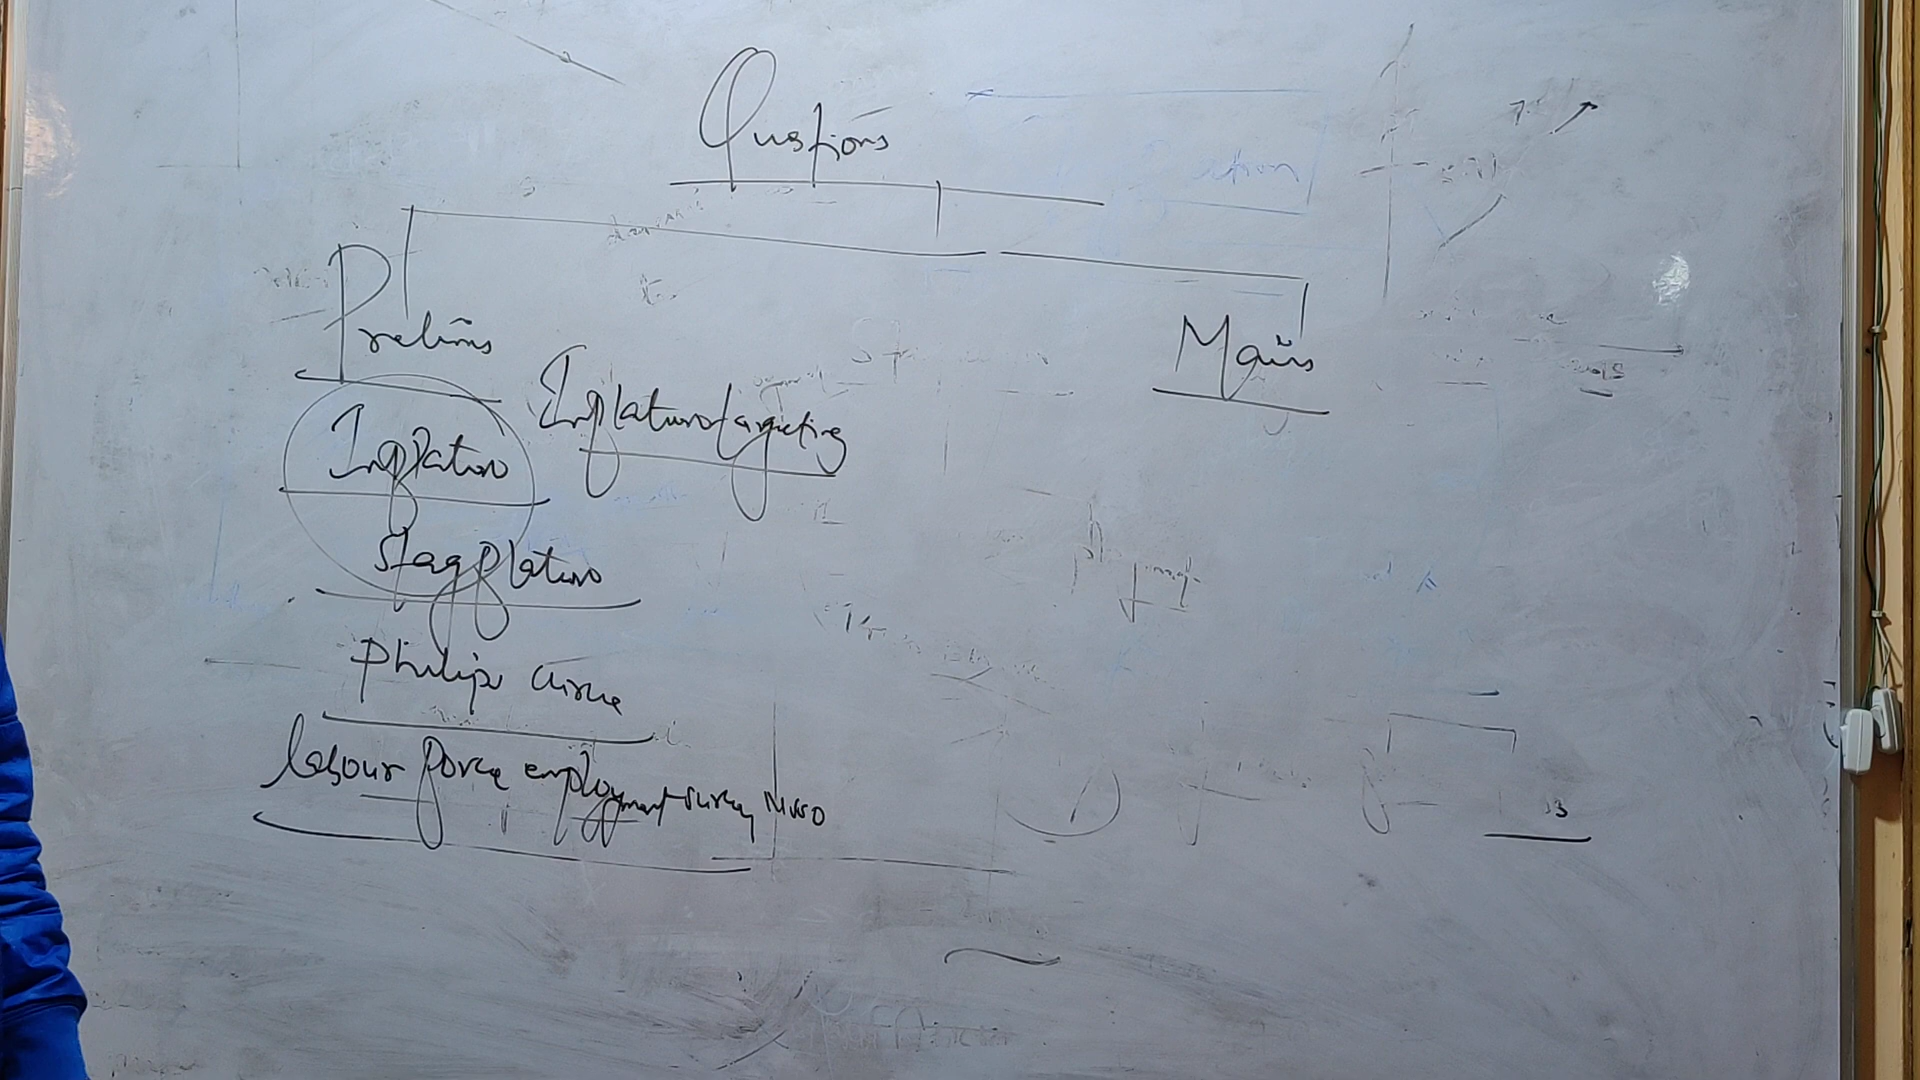 Questions
Prelims
Mains
Inflation
Inflation targeting
Stagflation
Philips curve
labour force employment survey NSSO